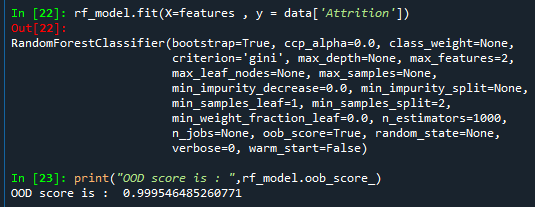 In [22]: rf_model.fit(X=features , y = data['Attrition'])
Out[22]:
RandomForestClassifier(bootstrap=True, ccp_alpha=0.0, class_weight=None,
criterion='gini', max_depth=None, max_features=2,
max_leaf_nodes=None, max_samples=None,
min_impurity_decrease=0.0, min_impurity_split=None,
min_samples_leaf=1, min_samples_split=2,
min_weight_fraction_leaf=0.0, n_estimators=1000,
n_jobs=None, oob_score=True, random_state=None,
verbose=0, warm_start=False)
In [23]: print("OOD score is : ",rf_model.oob_score_)
OOD score is :  0.999546485260771